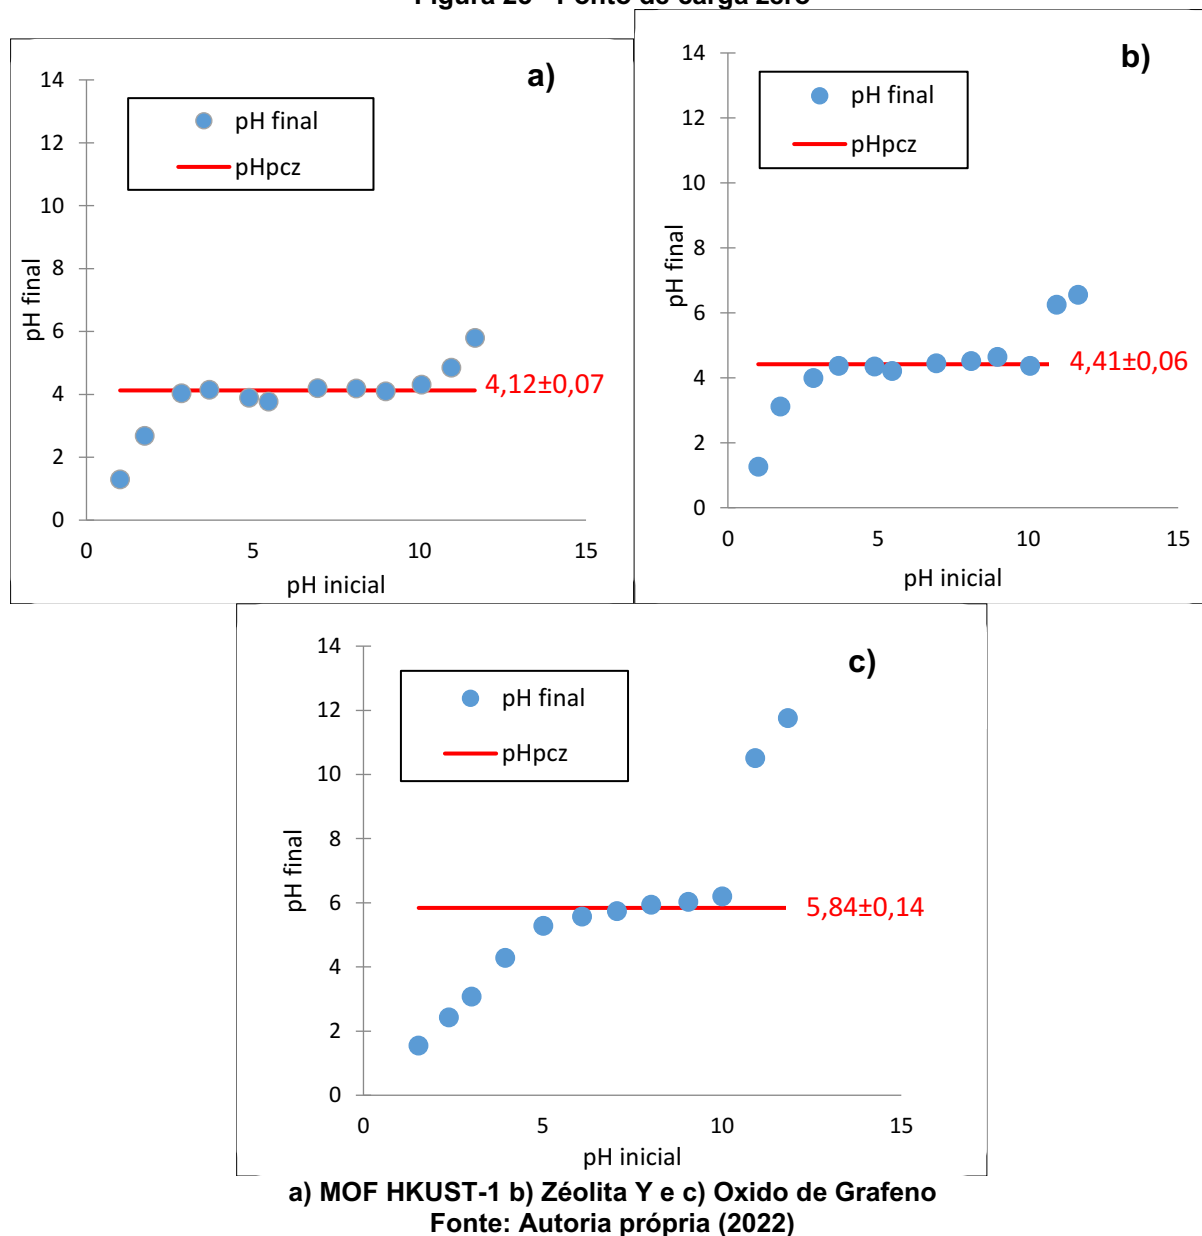 a)
14
12
10
8
6
4
2
0
pH final
pH final
pHpcz
4,12±0,07
0 5 10 15
pH inicial
b)
14
12
10
8
6
4
2
0
pH final
pH final
pHpcz
4,41±0,06
0 5 10 15
pH inicial
c)
14
12
10
8
6
4
2
0
pH final
pH final
pHpcz
5,84±0,14
0 5 10 15
pH inicial
a) MOF HKUST-1 b) Zéolita Y e c) Oxido de Grafeno
Fonte: Autoria própria (2022)